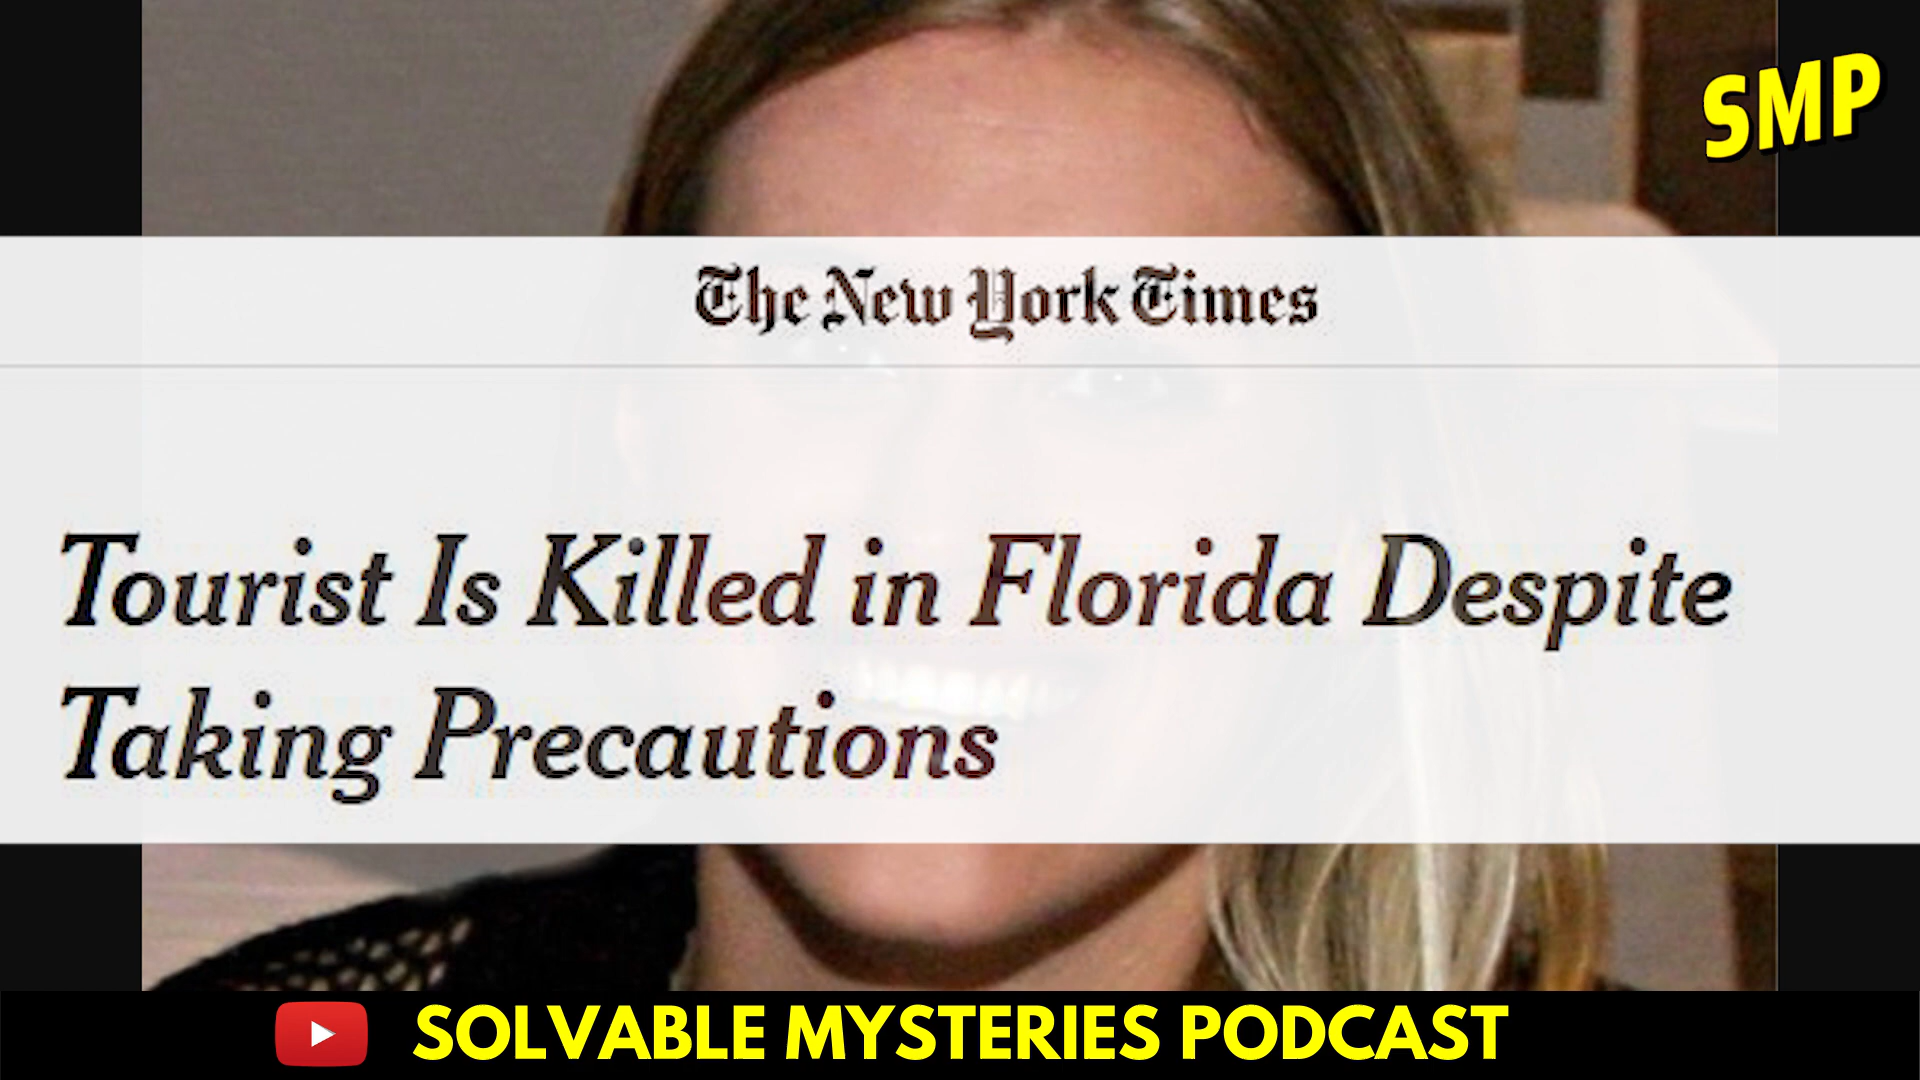 SMP
The New York Times
Tourist Is Killed in Florida Despite
Taking Precautions
SOLVABLE MYSTERIES PODCAST